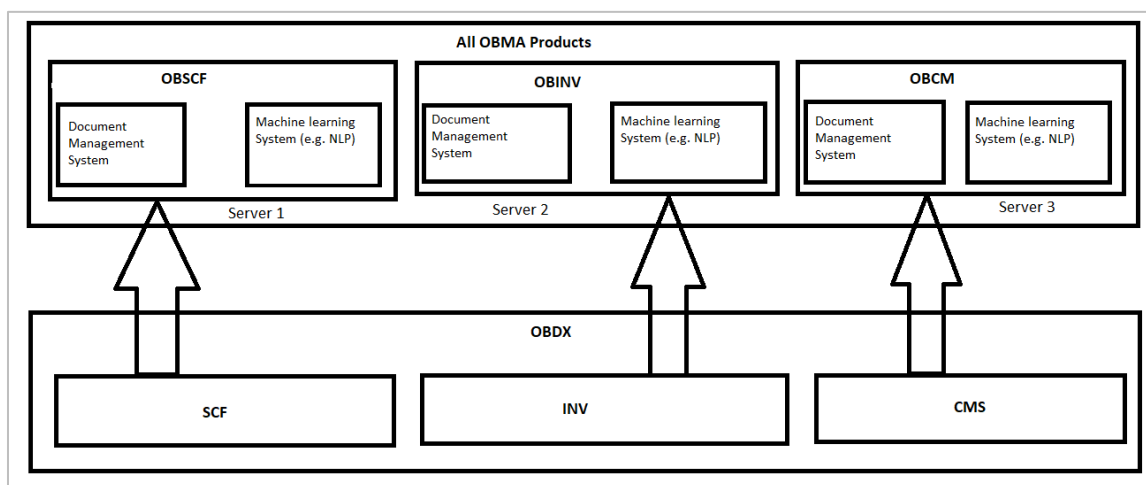 All OBMA Products
OBSCF
Document
Management
System
Machine learning
System (e.g. NLP)
Server 1
OBINV
Document
Management
System
Machine learning
System (e.g. NLP)
Server 2
OBCM
Document
Management
System
Machine learning
System (e.g. NLP)
Server 3
OBDX
SCF
INV
CMS